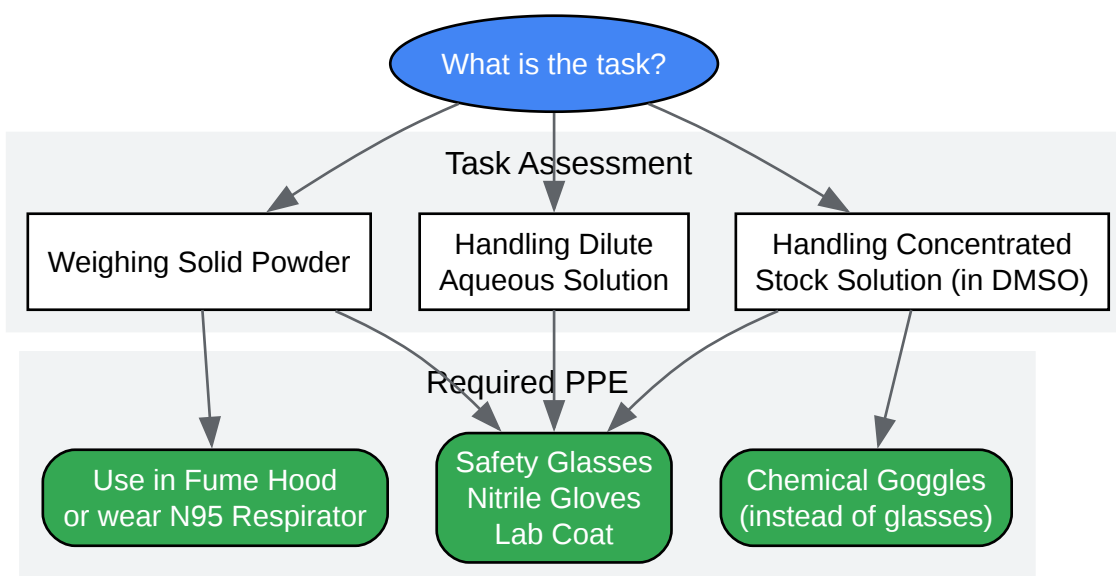 What is the task?
Task Assessment
Weighing Solid Powder
Handling Dilute
Aqueous Solution
Handling Concentrated
Stock Solution (in DMSO)
Required PPE
Use in Fume Hood
or wear N95 Respirator
Safety Glasses
Nitrile Gloves
Lab Coat
Chemical Goggles
(instead of glasses)